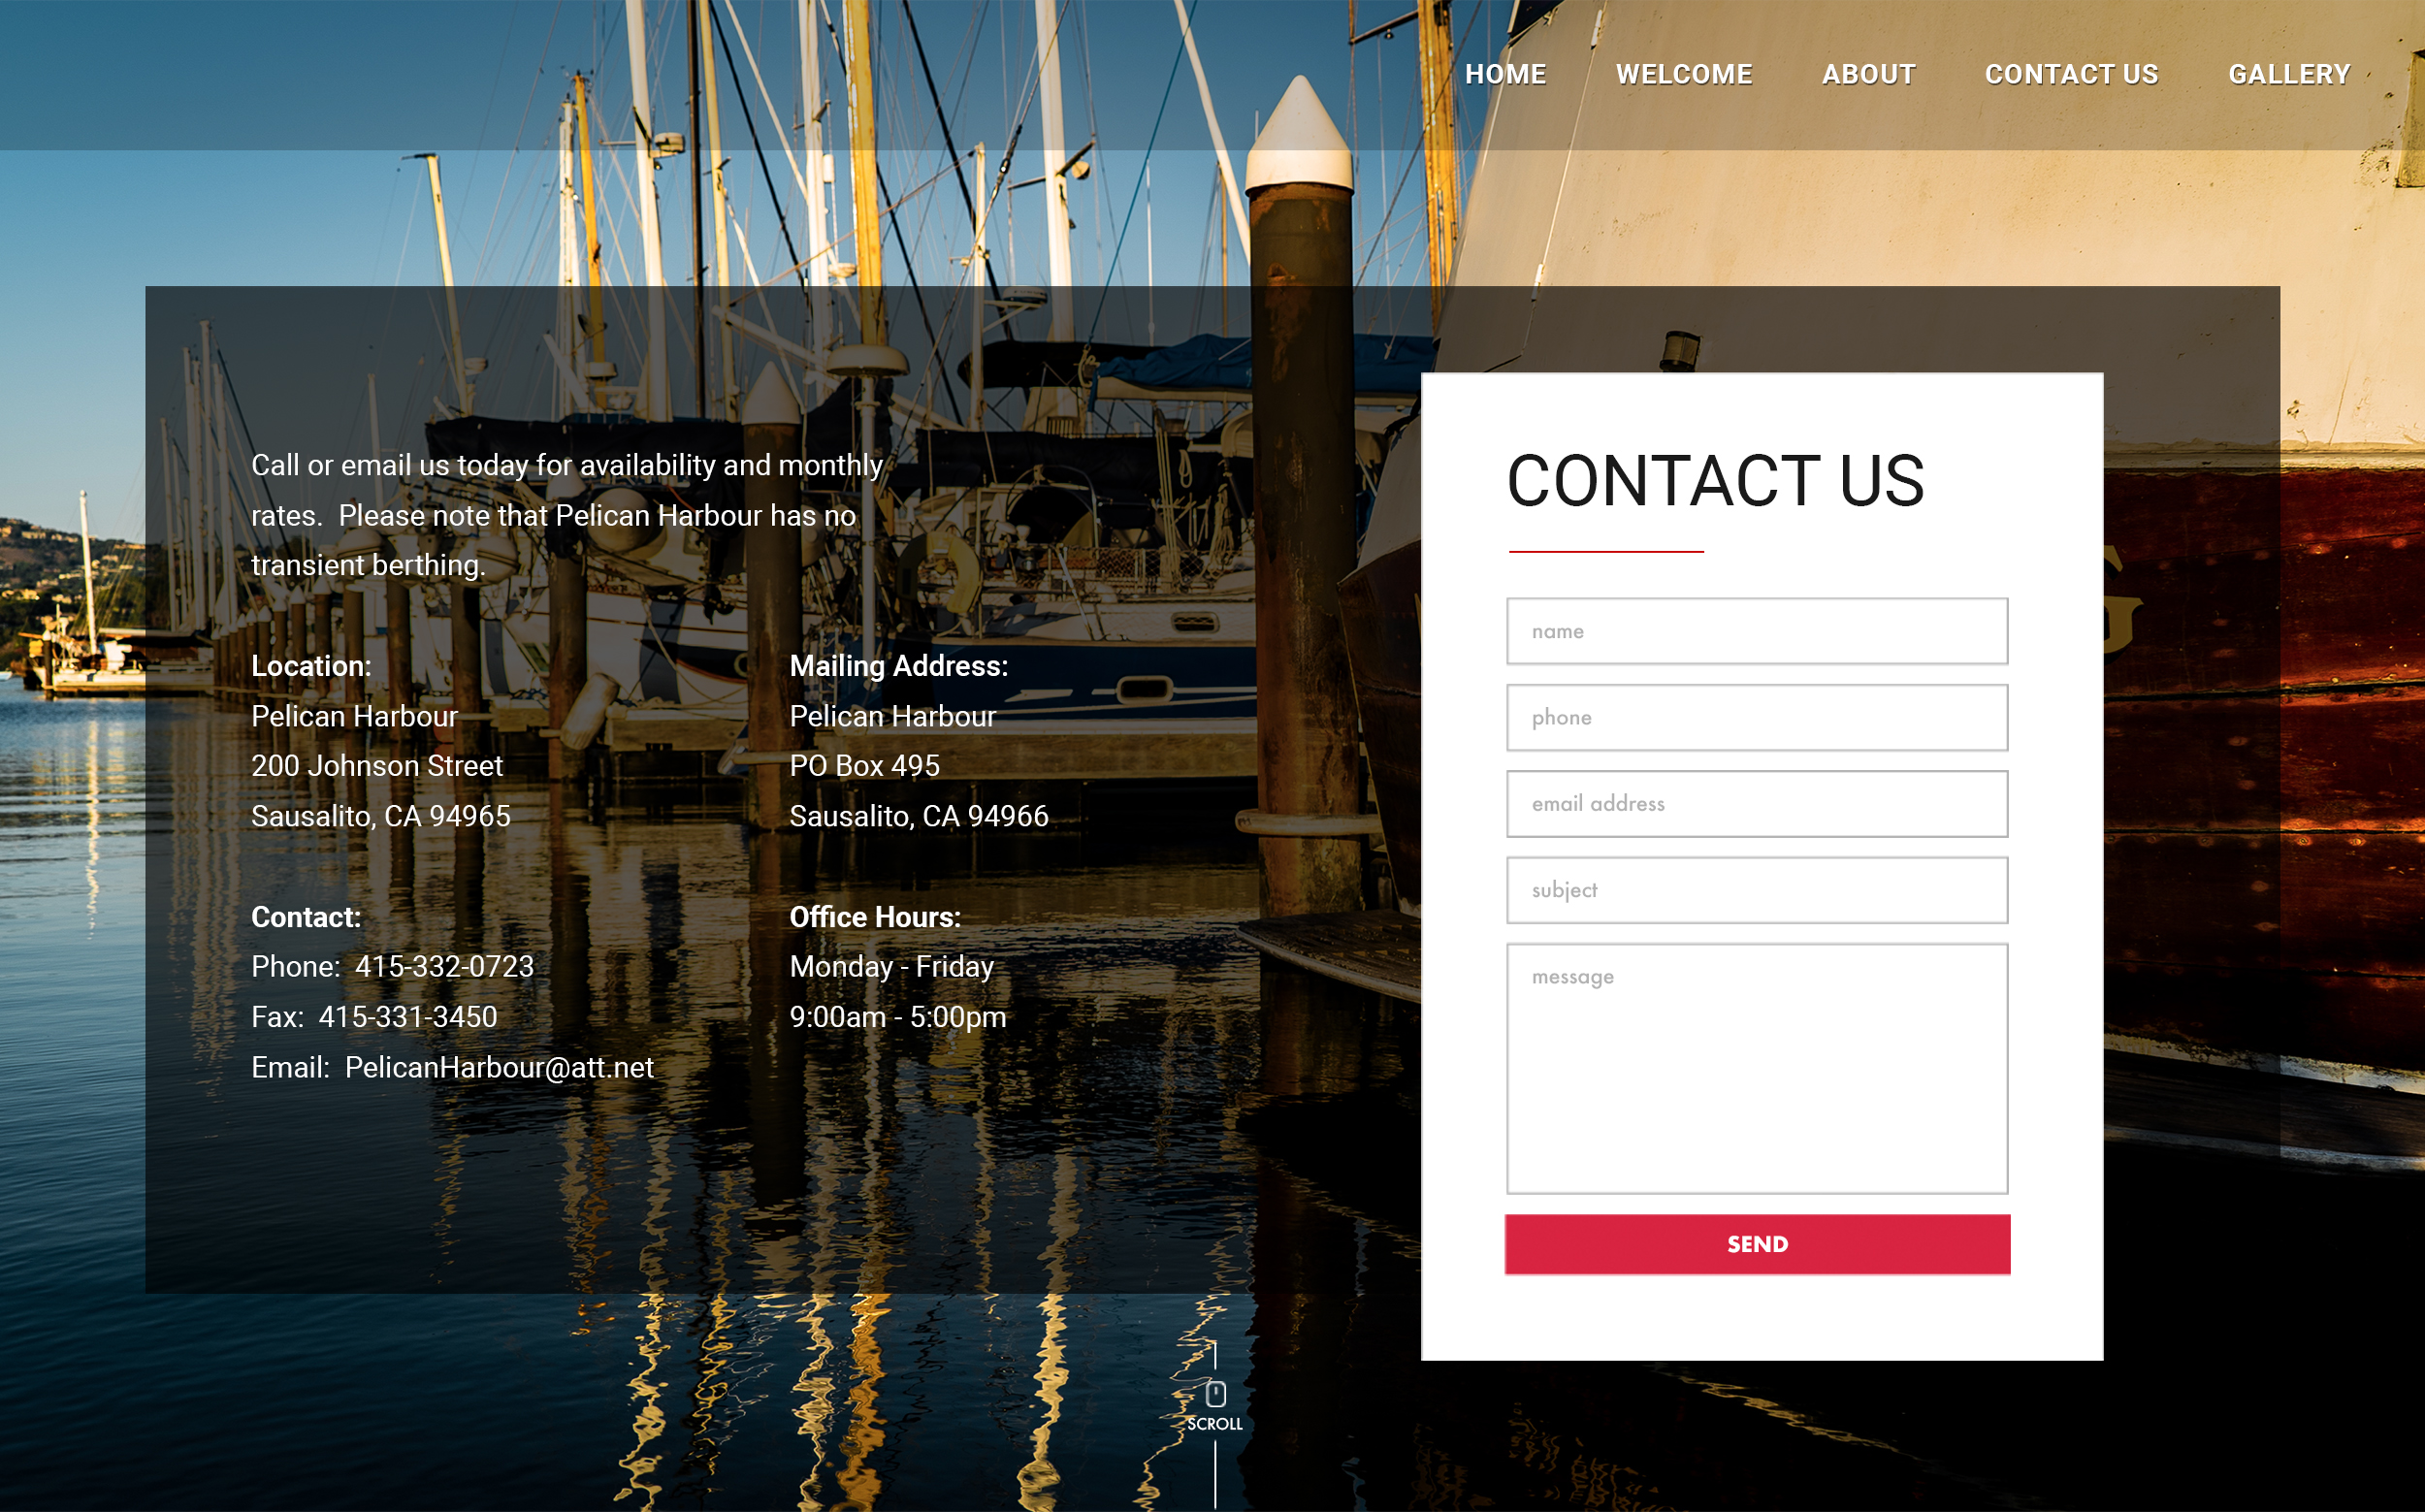 HOME WELCOME ABOUT CONTACT US GALLERY
Call or email us today for availability and monthly
rates.  Please note that Pelican Harbour has no
transient berthing.
Location:
Pelican Harbour
200 Johnson Street
Sausalito, CA 94965
Mailing Address:
Pelican Harbour
PO Box 495
Sausalito, CA 94966
Contact:
Phone:  415-332-0723
Fax:  415-331-3450
Email:  PelicanHarbour@att.net
Office Hours:
Monday - Friday
9:00am - 5:00pm
CONTACT US
name
phone
email address
subject
message
SEND
SCROLL